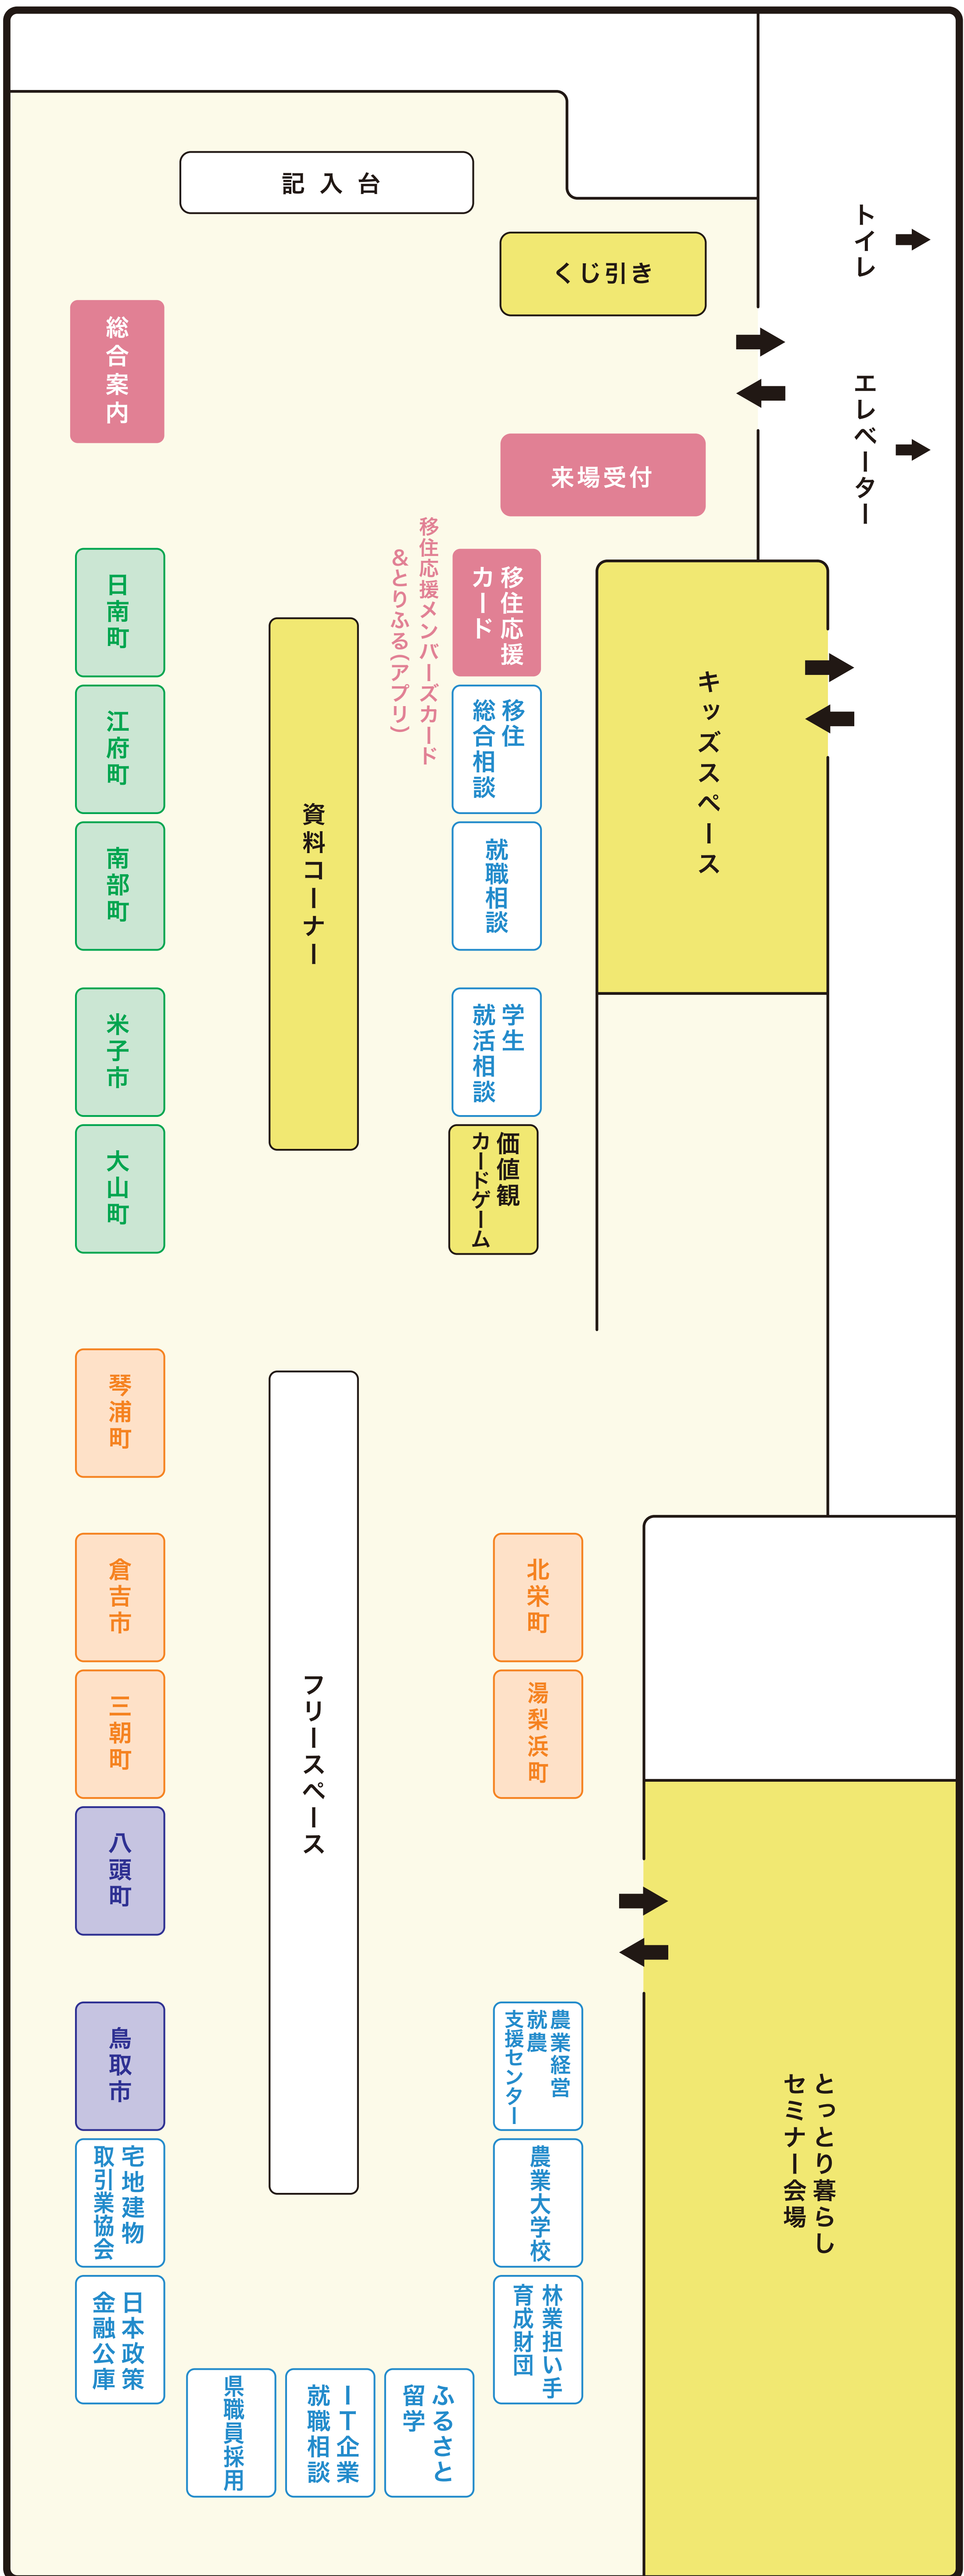 記入台
くじ引き
トイレ
総合案内
エレベーター
来場受付
移住応援メンバーズカード
＆とりふる(アプリ)
移住応援
カード
日南町
江府町
南部町
米子市
大山町
資料コーナー
移住
総合相談
就職相談
学生
就活相談
価値観
カードゲーム
キッズスペース
琴浦町
倉吉市
三朝町
八頭町
鳥取市
宅地建物
取引業協会
日本政策
金融公庫
フリースペース
北栄町
湯梨浜町
農業経営
就農
支援センター
農業大学校
林業担い手
育成財団
とっとり暮らし
セミナー会場
県職員採用
IT企業
就職相談
ふるさと
留学